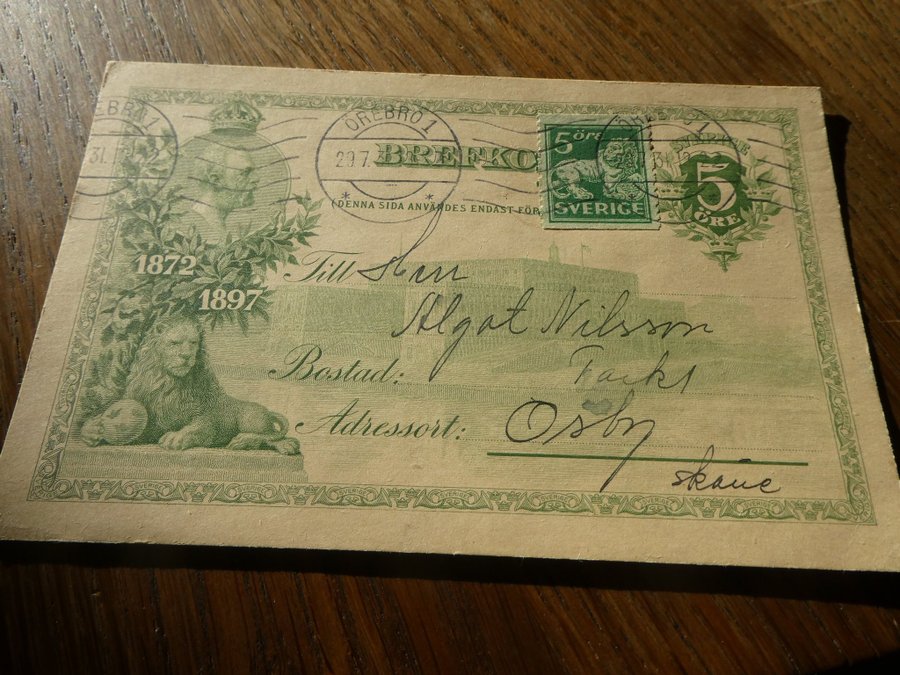 ÖREBRO 1
29.7
BREFKO
(DENNA SIDA ANVÄNDES ENDAST FÖR
5 öre
SVERIGE
5
ÖRE
1872
1897
Till Herr
Algot Nilsson
Bostad:
Adressort: Osby
Skåne